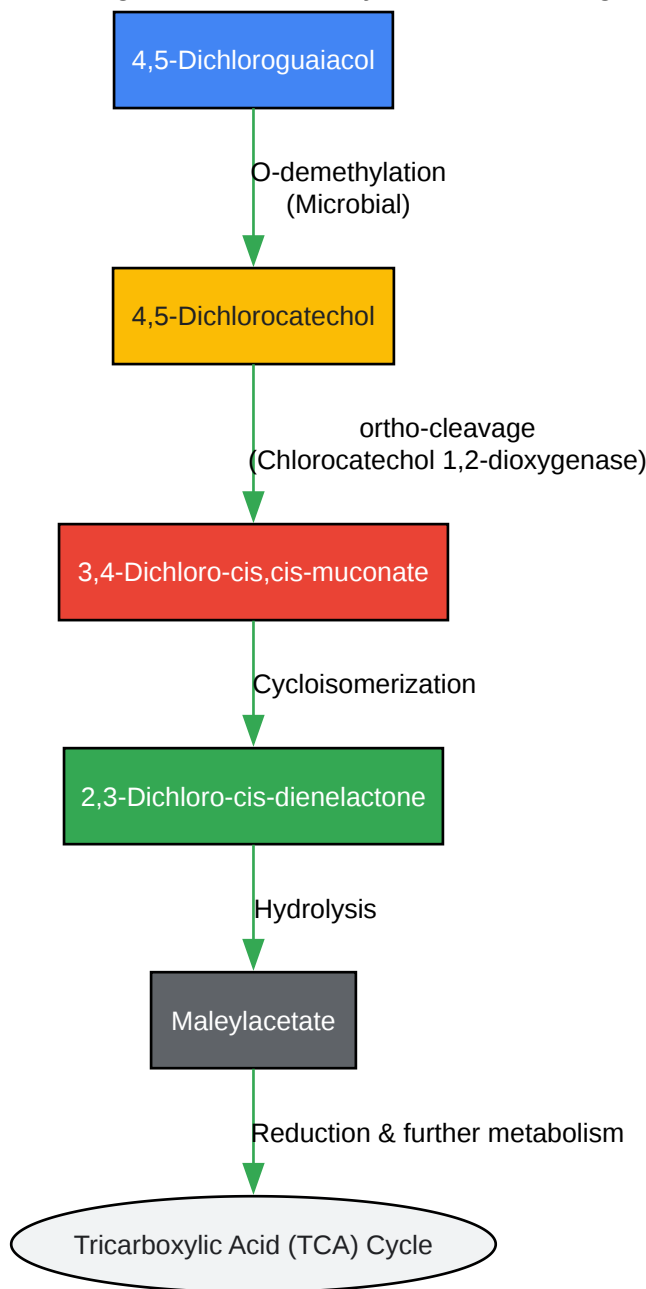 4,5-Dichloroguaiacol
O-demethylation
(Microbial)
4,5-Dichlorocatechol
ortho-cleavage
(Chlorocatechol 1,2-dioxygenase)
3,4-Dichloro-cis,cis-muconate
Cycloisomerization
2,3-Dichloro-cis-dienelactone
Hydrolysis
Maleylacetate
Reduction & further metabolism
Tricarboxylic Acid (TCA) Cycle